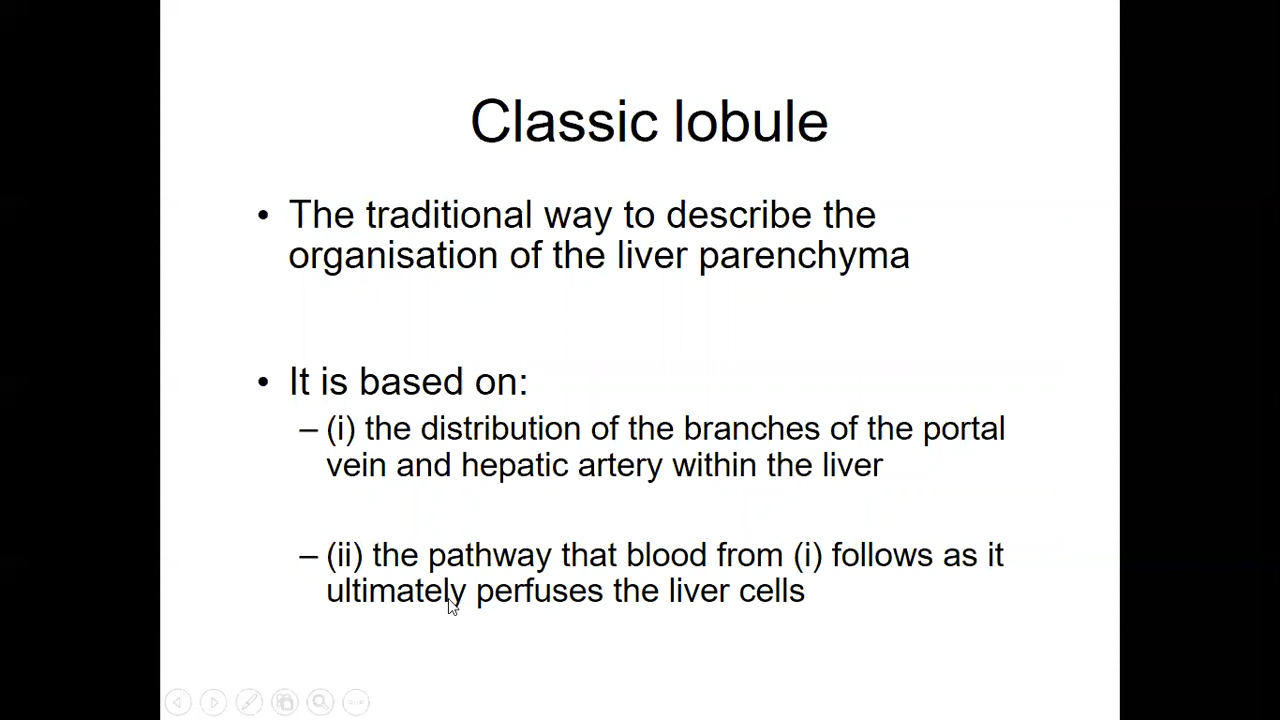 Classic lobule
• The traditional way to describe the
organisation of the liver parenchyma
• It is based on:
– (i) the distribution of the branches of the portal
vein and hepatic artery within the liver
– (ii) the pathway that blood from (i) follows as it
ultimately perfuses the liver cells